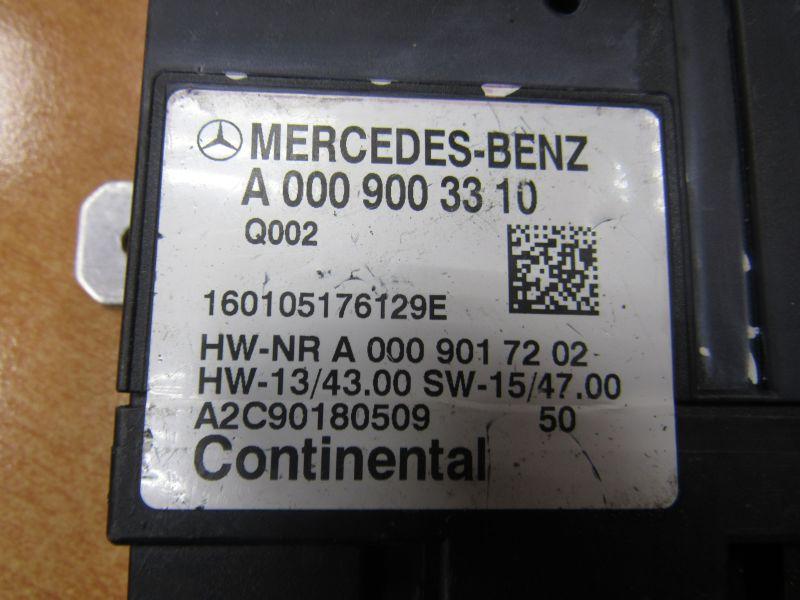 MERCEDES-BENZ
A 000 900 33 10
Q002
160105176129E
HW-NR A 000 901 72 02
HW-13/43.00 SW-15/47.00
A2C90180509 50
Continental